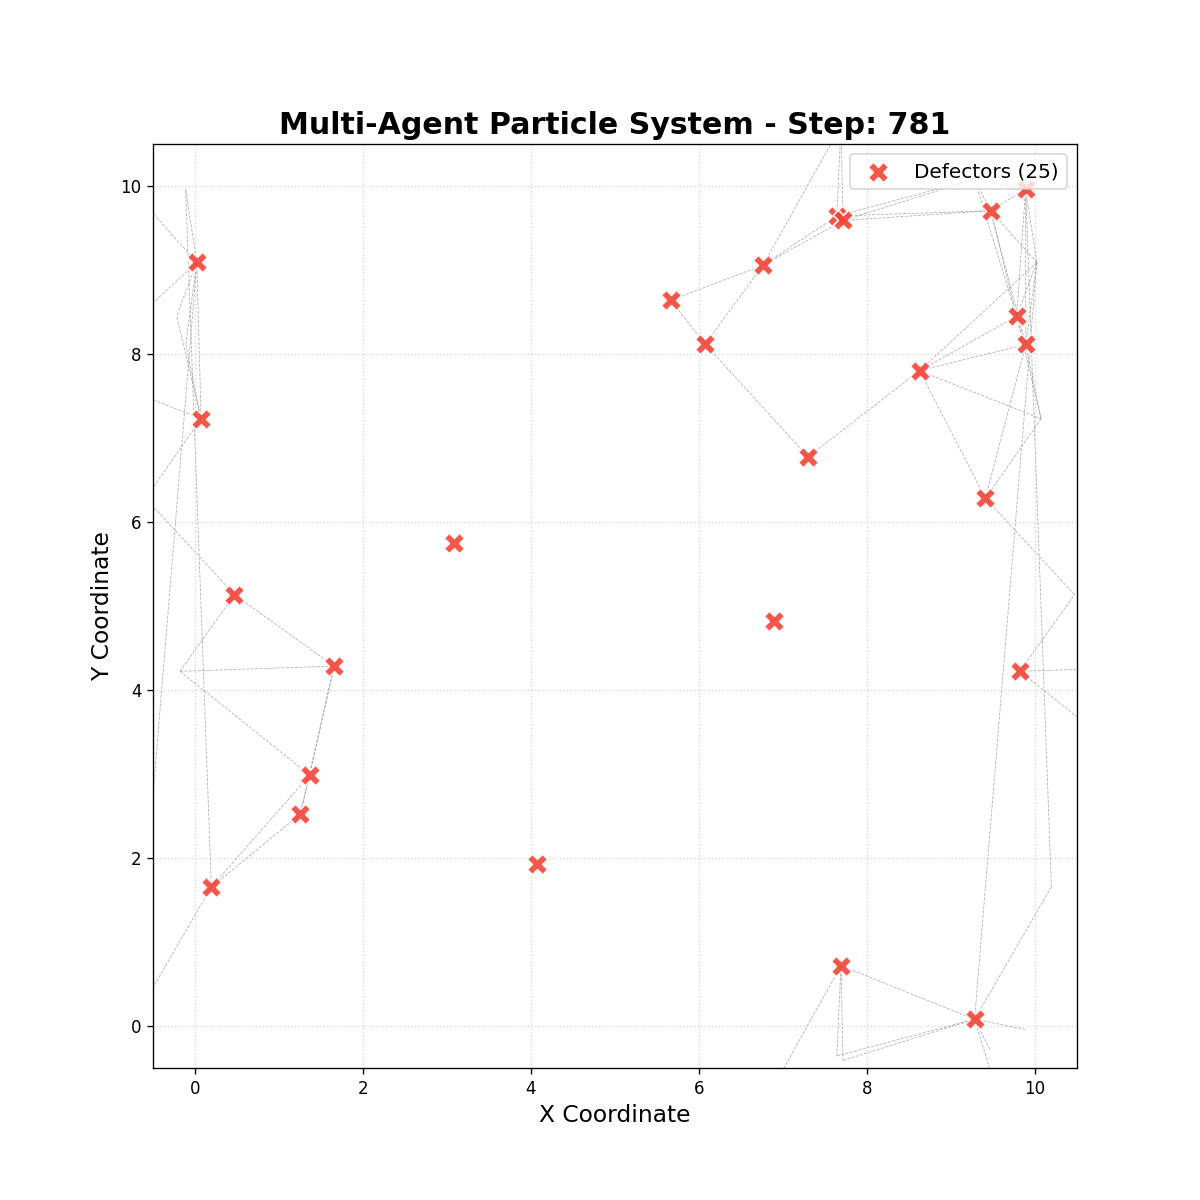 Multi-Agent Particle System - Step: 781
Defectors (25)
10
8
6
4
2
0
Y Coordinate
0 2 4 6 8 10
X Coordinate